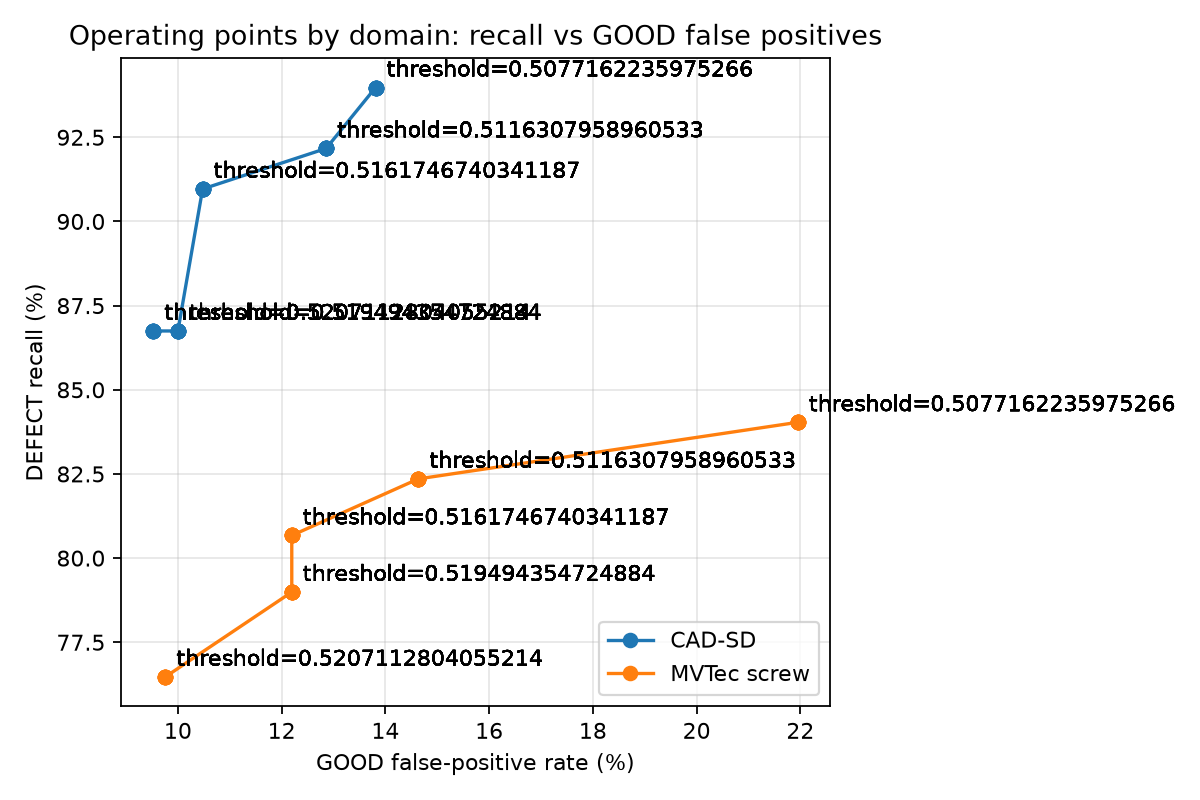 Operating points by domain: recall vs GOOD false positives
threshold=0.5077162235975266
threshold=0.5116307958960533
threshold=0.5161746740341187
threshold=0.5077162235975266
threshold=0.5116307958960533
threshold=0.5161746740341187
threshold=0.519494354724884
threshold=0.5207112804055214
92.5
90.0
87.5
85.0
82.5
80.0
77.5
DEFECT recall (%)
CAD-SD
MVTec screw
10
12
14
16
18
20
22
GOOD false-positive rate (%)